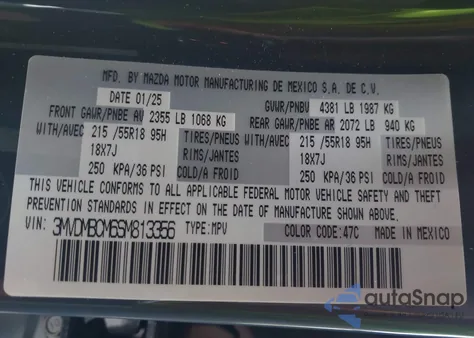 MFD. BY MAZDA MOTOR MANUFACTURING DE MEXICO S.A. DE C.V.
DATE 01/25 GVWR/PNBV 4381 LB 1987 KG
FRONT GAWR/PNBE AV 2355 LB 1068 KG REAR GAWR/PNBE AR 2072 LB 940 KG
WITH/AVEC 215 /55R18 95H TIRES/PNEUS WITH/AVEC 215 /55R18 95H TIRES/PNEUS
18X7J RIMS/JANTES 18X7J RIMS/JANTES
250 KPA/36 PSI COLD/A FROID 250 KPA/36 PSI COLD/A FROID
THIS VEHICLE CONFORMS TO ALL APPLICABLE FEDERAL MOTOR VEHICLE SAFETY AND THEFT
PREVENTION STANDARDS IN EFFECT ON THE DATE OF MANUFACTURE SHOWN ABOVE.
VIN: 3MVDMBCM6SM813356 TYPE:MPV COLOR CODE:47C MADE IN MEXICO
autoSnap